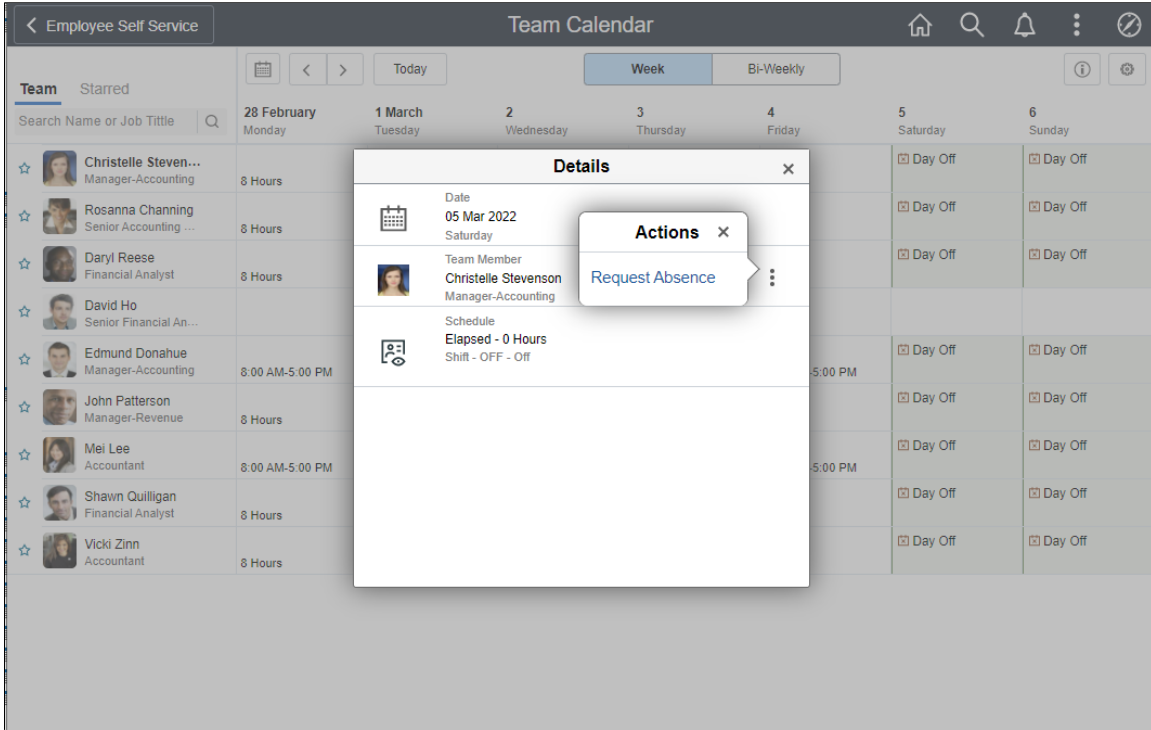 Employee Self Service
Team Calendar
Team Starred
Today
Week Bi-Weekly
Search Name or Job Tittle
28 February 1 March 2 3 4 5 6
Monday Tuesday Wednesday Thursday Friday Saturday Sunday
Christelle Steven...
Manager-Accounting
8 Hours
Day Off Day Off
Rosanna Channing
Senior Accounting ...
8 Hours
Day Off Day Off
Daryl Reese
Financial Analyst
8 Hours
Day Off Day Off
David Ho
Senior Financial An...
Edmund Donahue
Manager-Accounting
8:00 AM-5:00 PM
-5:00 PM
Day Off Day Off
John Patterson
Manager-Revenue
8 Hours
Day Off Day Off
Mei Lee
Accountant
8:00 AM-5:00 PM
-5:00 PM
Day Off Day Off
Shawn Quilligan
Financial Analyst
8 Hours
Day Off Day Off
Vicki Zinn
Accountant
8 Hours
Day Off Day Off
Details
Date
05 Mar 2022
Saturday
Team Member
Christelle Stevenson
Manager-Accounting
Schedule
Elapsed - 0 Hours
Shift - OFF - Off
Actions
Request Absence